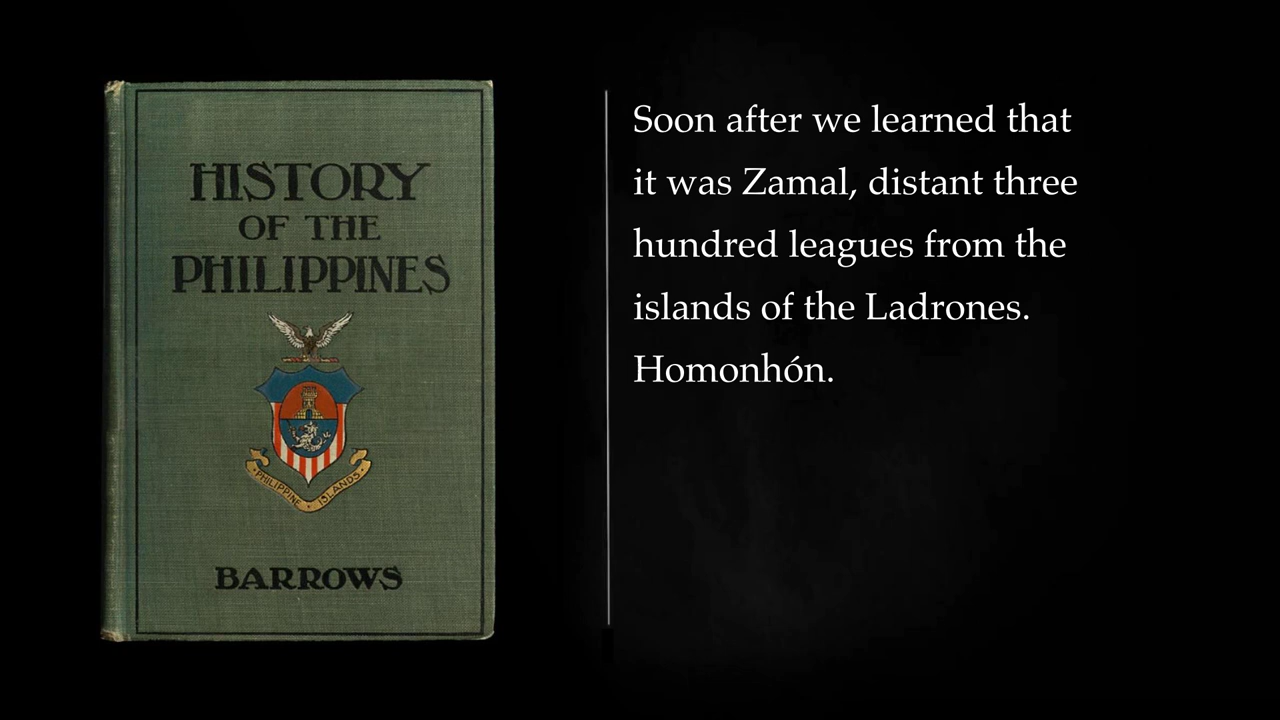 HISTORY
OF THE
PHILIPPINES
PHILIPPINE ISLANDS
BARROWS
Soon after we learned that
it was Zamal, distant three
hundred leagues from the
islands of the Ladrones.
Homonhón.